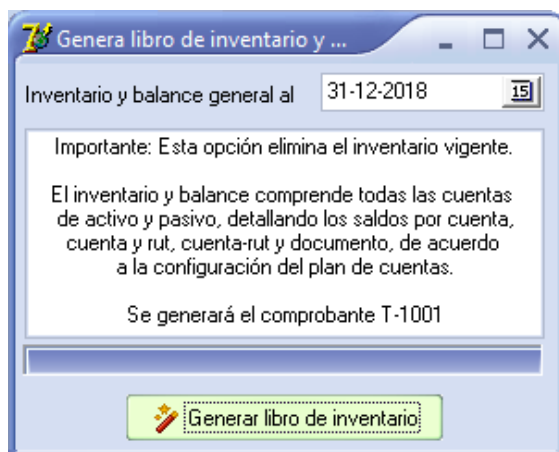 Genera libro de inventario y ...
Inventario y balance general al 31-12-2018 15
Importante: Esta opción elimina el inventario vigente.
El inventario y balance comprende todas las cuentas
de activo y pasivo, detallando los saldos por cuenta,
cuenta y rut, cuenta-rut y documento, de acuerdo
a la configuración del plan de cuentas.
Se generará el comprobante T-1001
Generar libro de inventario